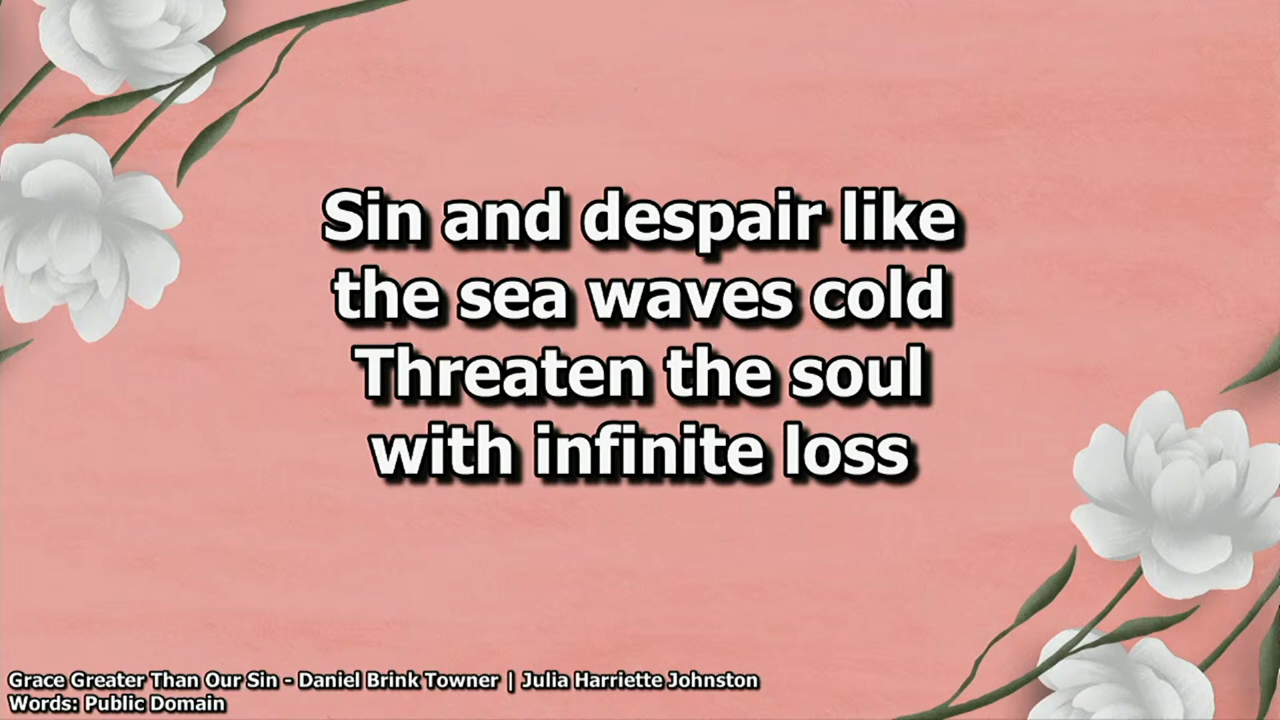 Sin and despair like
the sea waves cold
Threaten the soul
with infinite loss
Grace Greater Than Our Sin - Daniel Brink Towner | Julia Harriette Johnston
Words: Public Domain